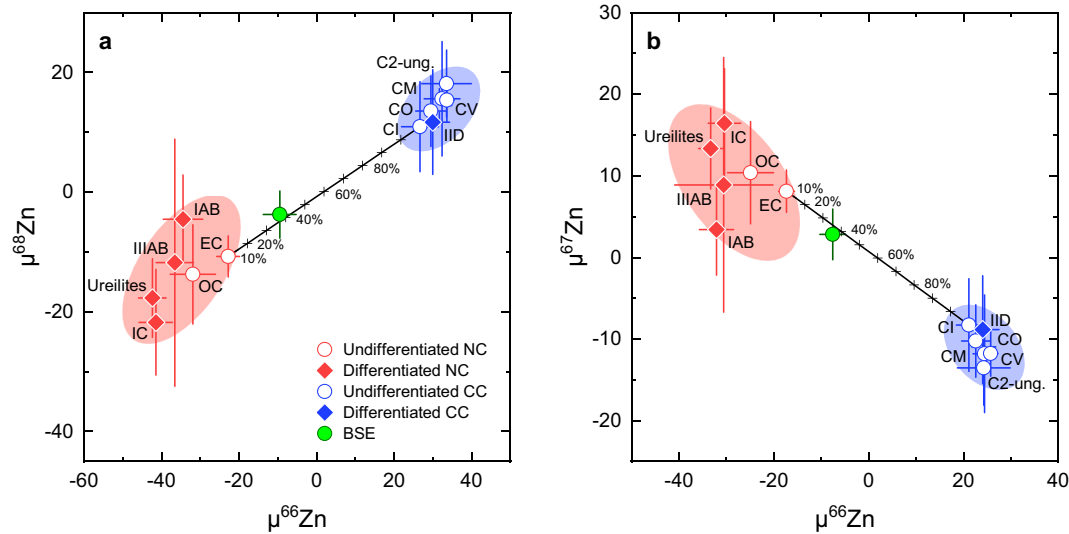 a
μ⁶⁸Zn
20
0
-20
-40
-60
-40
-20
0
20
40
μ⁶⁶Zn
C2-ung.
CM
CO
CV
CI
IID
80%
60%
40%
20%
10%
IAB
IIIAB
EC
Ureilites
OC
IC
Undifferentiated NC
Differentiated NC
Undifferentiated CC
Differentiated CC
BSE
b
μ⁶⁷Zn
30
20
10
0
-10
-20
-40
-20
0
20
40
μ⁶⁶Zn
Ureilites
IC
OC
IIIAB
EC
10%
20%
IAB
40%
60%
80%
CI
IID
CO
CM
CV
C2-ung.